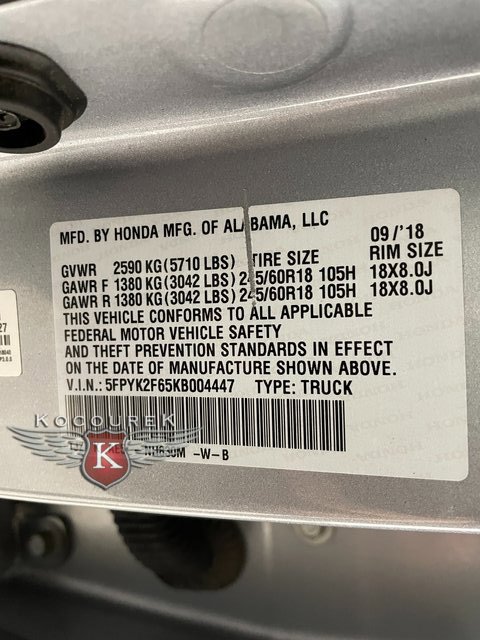 MFD. BY HONDA MFG. OF ALABAMA, LLC 09/'18
GVWR 2590 KG (5710 LBS) TIRE SIZE RIM SIZE
GAWR F 1380 KG (3042 LBS) 245/60R18 105H 18X8.0J
GAWR R 1380 KG (3042 LBS) 245/60R18 105H 18X8.0J
THIS VEHICLE CONFORMS TO ALL APPLICABLE
FEDERAL MOTOR VEHICLE SAFETY
AND THEFT PREVENTION STANDARDS IN EFFECT
ON THE DATE OF MANUFACTURE SHOWN ABOVE.
V.I.N.: 5FPYK2F65KB004447 TYPE: TRUCK
KOCOUREK
K
-W-B
27